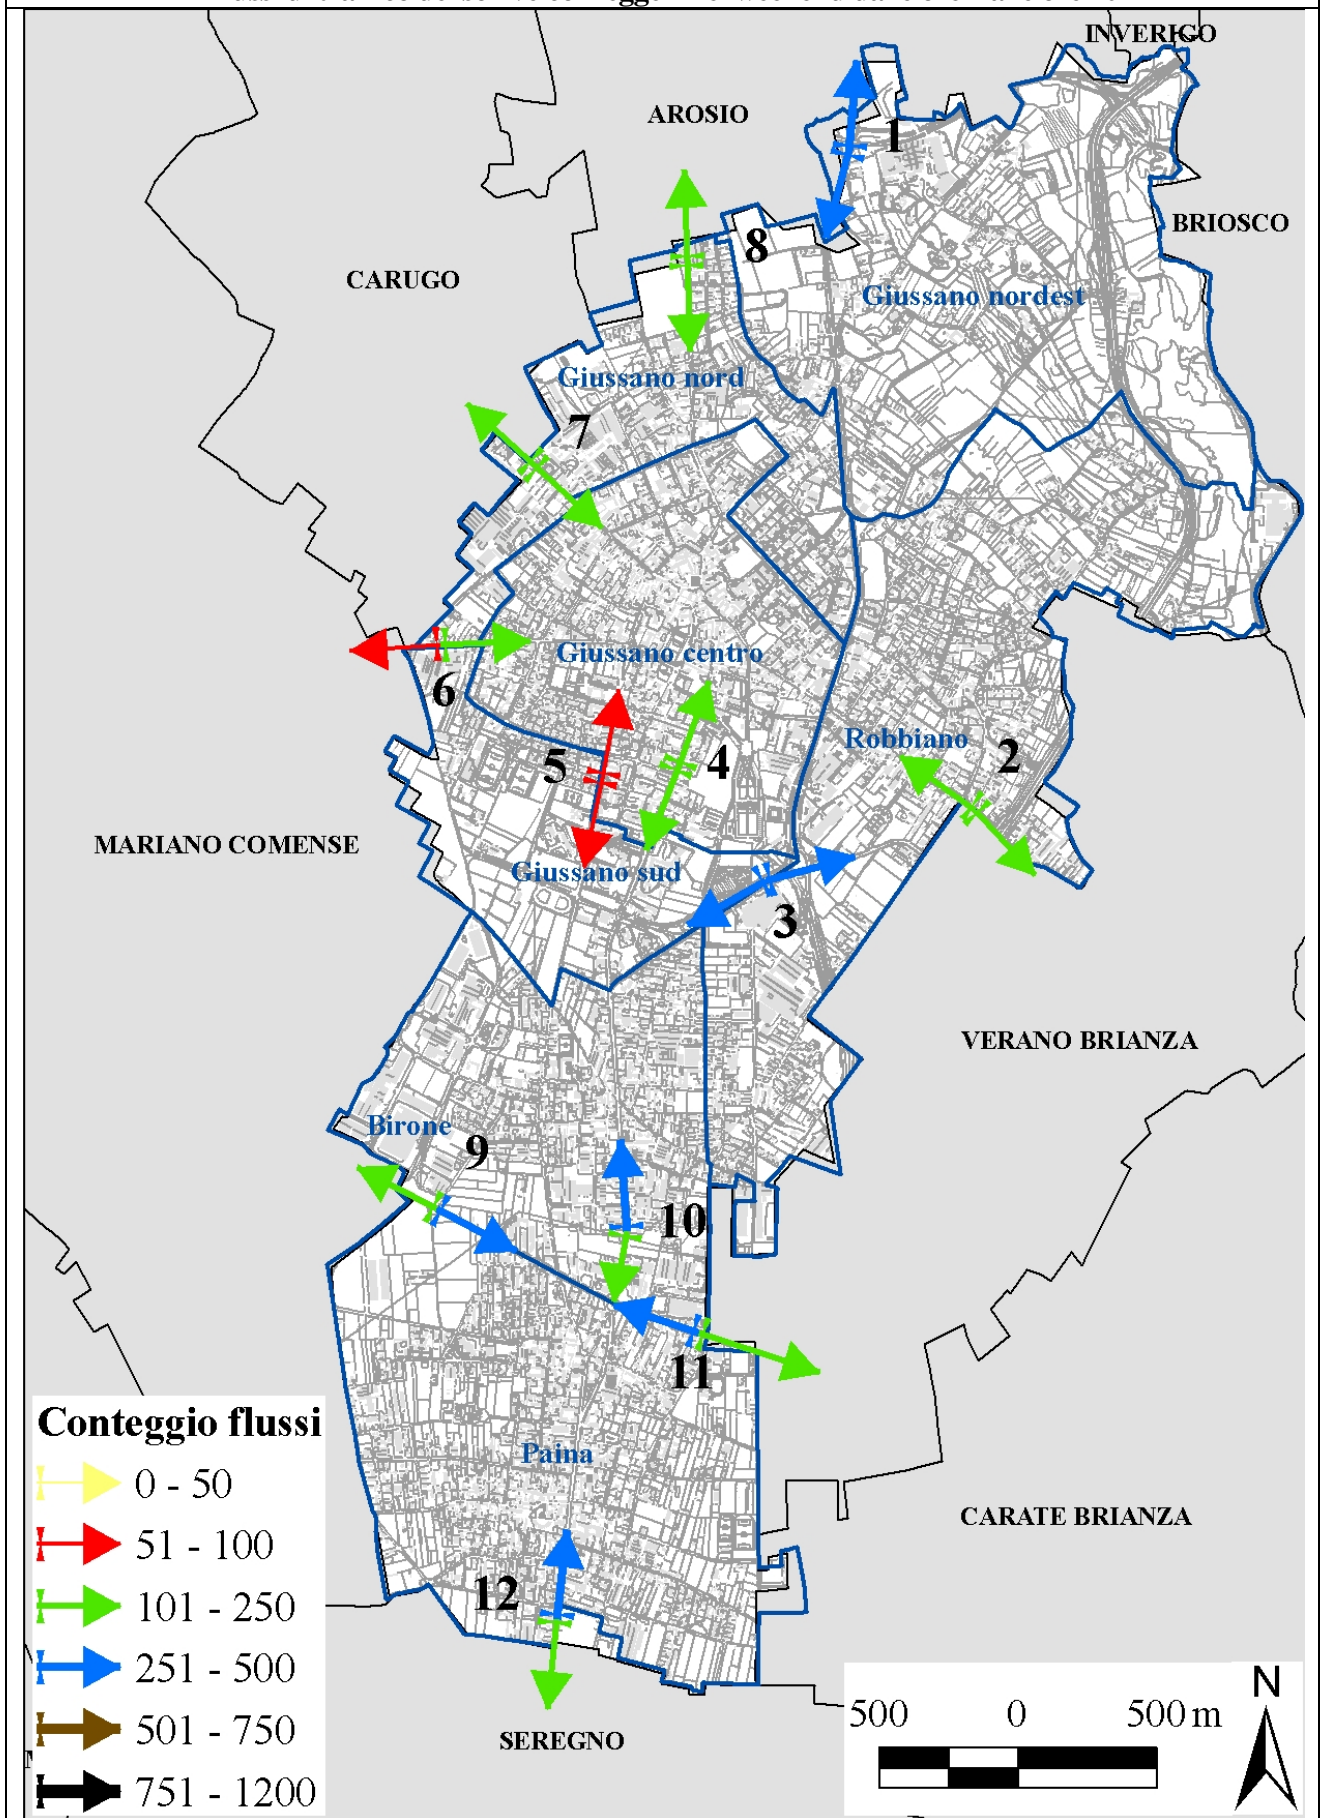 INVERIGO
AROSIO
1
BRIOSCO
8
CARUGO
Giussano nordest
Giussano nord
7
Giussano centro
6
Robbiano
2
5
4
MARIANO COMENSE
Giussano sud
3
VERANO BRIANZA
Birone
9
10
11
Conteggio flussi
Paina
0 - 50
CARATE BRIANZA
51 - 100
12
101 - 250
251 - 500
N
501 - 750
500 0 500 m
SEREGNO
751 - 1200